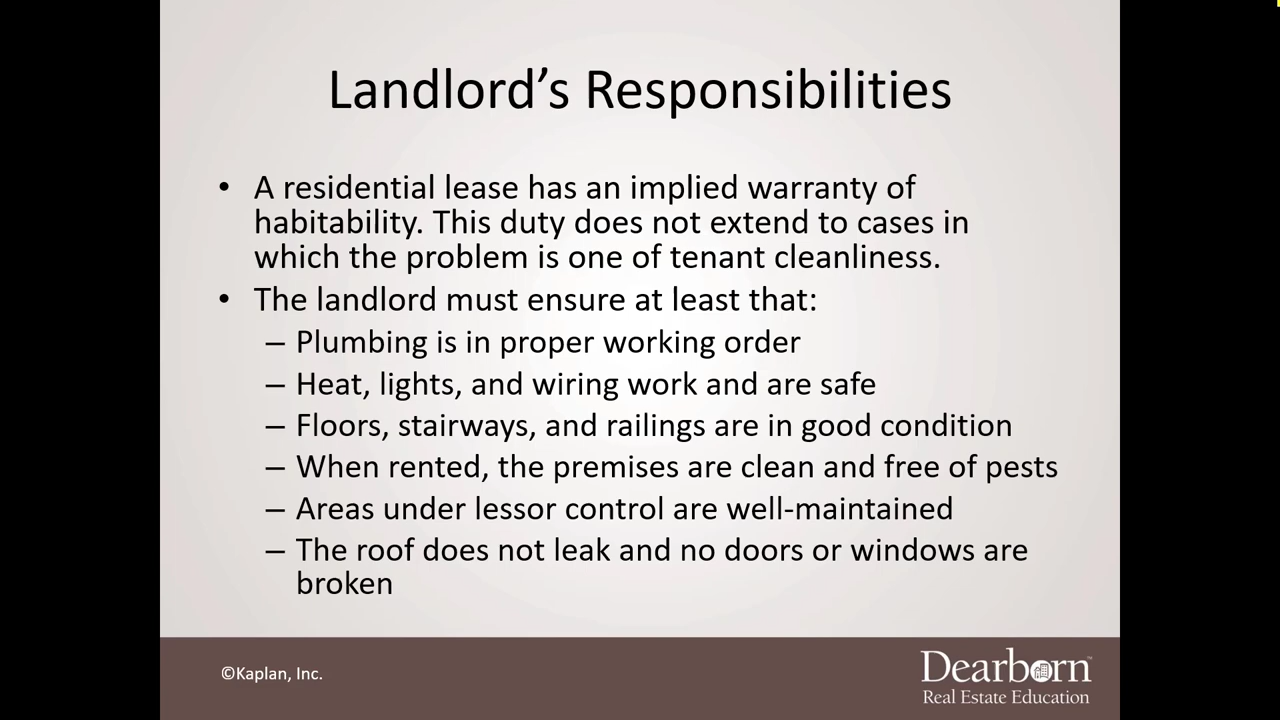 Landlord’s Responsibilities
• A residential lease has an implied warranty of
habitability. This duty does not extend to cases in
which the problem is one of tenant cleanliness.
• The landlord must ensure at least that:
– Plumbing is in proper working order
– Heat, lights, and wiring work and are safe
– Floors, stairways, and railings are in good condition
– When rented, the premises are clean and free of pests
– Areas under lessor control are well-maintained
– The roof does not leak and no doors or windows are
broken
©Kaplan, Inc.
Dearborn™
Real Estate Education